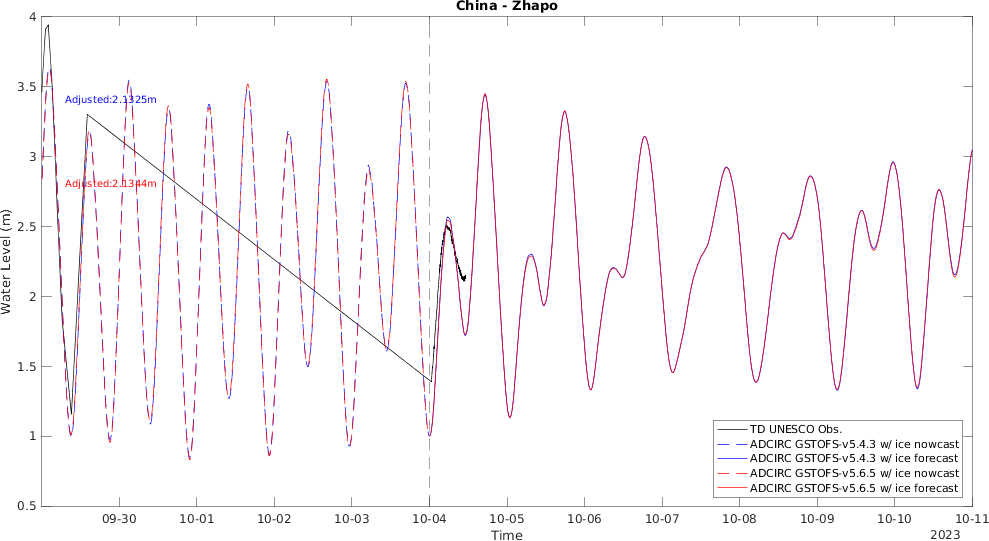 China - Zhapo
4
3.5
3
2.5
2
1.5
1
0.5
Water Level (m)
Adjusted:2.1325m
Adjusted:2.1344m
TD UNESCO Obs.
ADCIRC GSTOFS-v5.4.3 w/ ice nowcast
ADCIRC GSTOFS-v5.4.3 w/ ice forecast
ADCIRC GSTOFS-v5.6.5 w/ ice nowcast
ADCIRC GSTOFS-v5.6.5 w/ ice forecast
09-30 10-01 10-02 10-03 10-04 10-05 10-06 10-07 10-08 10-09 10-10 10-11
Time
2023